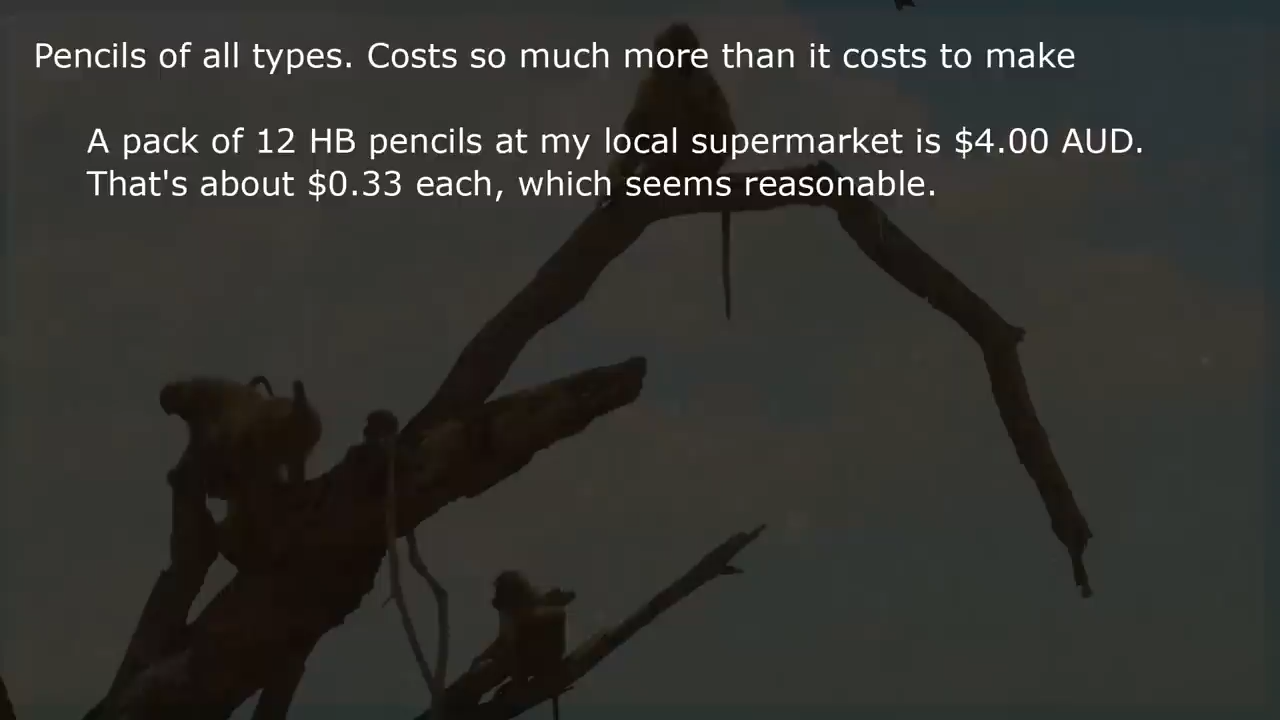 Pencils of all types. Costs so much more than it costs to make
A pack of 12 HB pencils at my local supermarket is $4.00 AUD.
That's about $0.33 each, which seems reasonable.